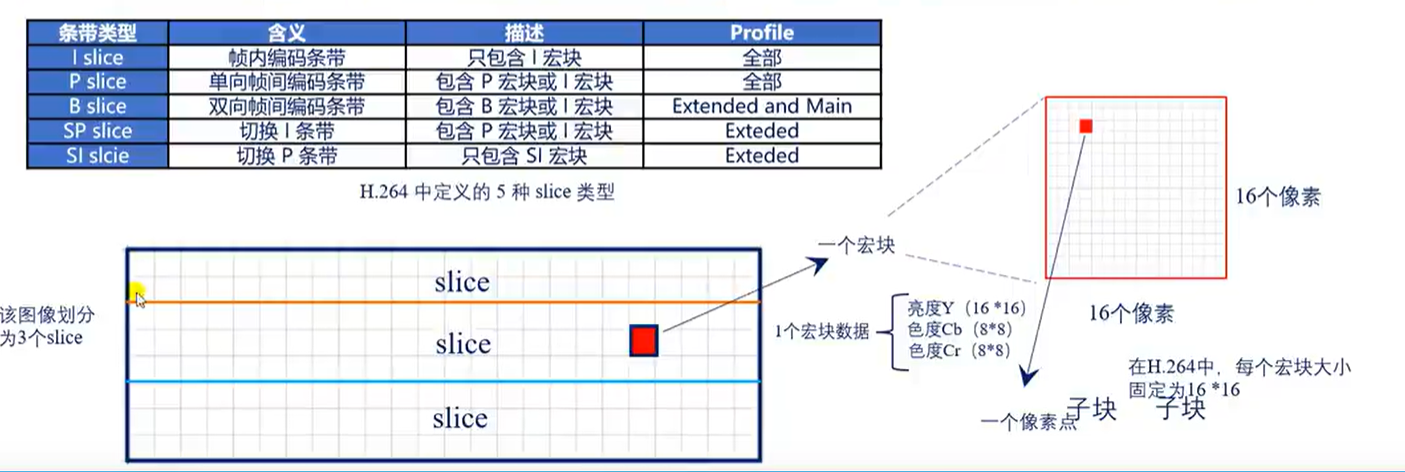 条带类型 含义 描述 Profile
I slice 帧内编码条带 只包含 I 宏块 全部
P slice 单向帧间编码条带 包含 P 宏块或 I 宏块 全部
B slice 双向帧间编码条带 包含 B 宏块或 I 宏块 Extended and Main
SP slice 切换 I 条带 包含 P 宏块或 I 宏块 Exteded
SI slcie 切换 P 条带 只包含 SI 宏块 Exteded
H.264 中定义的 5 种 slice 类型
该图像划分
为3个slice
slice
slice
slice
一个宏块
1个宏块数据
亮度Y（16 *16）
色度Cb（8*8）
色度Cr（8*8）
16个像素
16个像素
在H.264中，每个宏块大小
固定为16 *16
一个像素点
子块 子块